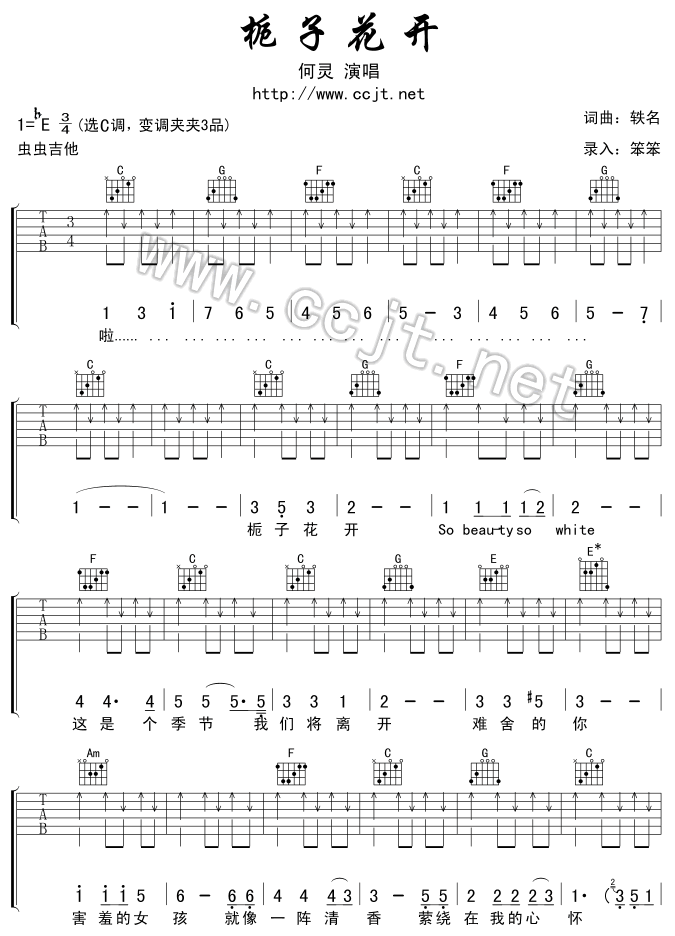 栀子花开
何灵 演唱
http://www.ccjt.net
1=♭E 3/4 (选C调，变调夹夹3品) 词曲：轶名
虫虫吉他 录入：笨笨
C G F C F G
T A B 3 4
1 3 i | 7 6 5 | 4 5 6 | 5 − 3 | 4 5 6 | 5 − 7
啦...... ... ... ... ... ... ... ... ... ... ... ... ...
C C G F G
T A B
1 − − | 1 − − | 3 5 3 | 2 − − | 1 1 1 1 2 | 2 − −
栀 子 花 开 So beau-ty so white
F C C G E E*
T A B
4 4· 4 | 5 5 5· 5 | 3 3 1 | 2 − − | 3 3 #5 | 3 − −
这 是 个 季 节 我 们 将 离 开 难 舍 的 你
Am F C G C
T A B
i i i 5 | 6 − 6 6 | 4 4 4 3 | 3 − 5 5 | 2 2 2 2 3 | 1· ( 2 3 5 1
害 羞 的 女 孩 就 像 一 阵 清 香 萦 绕 在 我 的 心 怀
www.ccjt.net